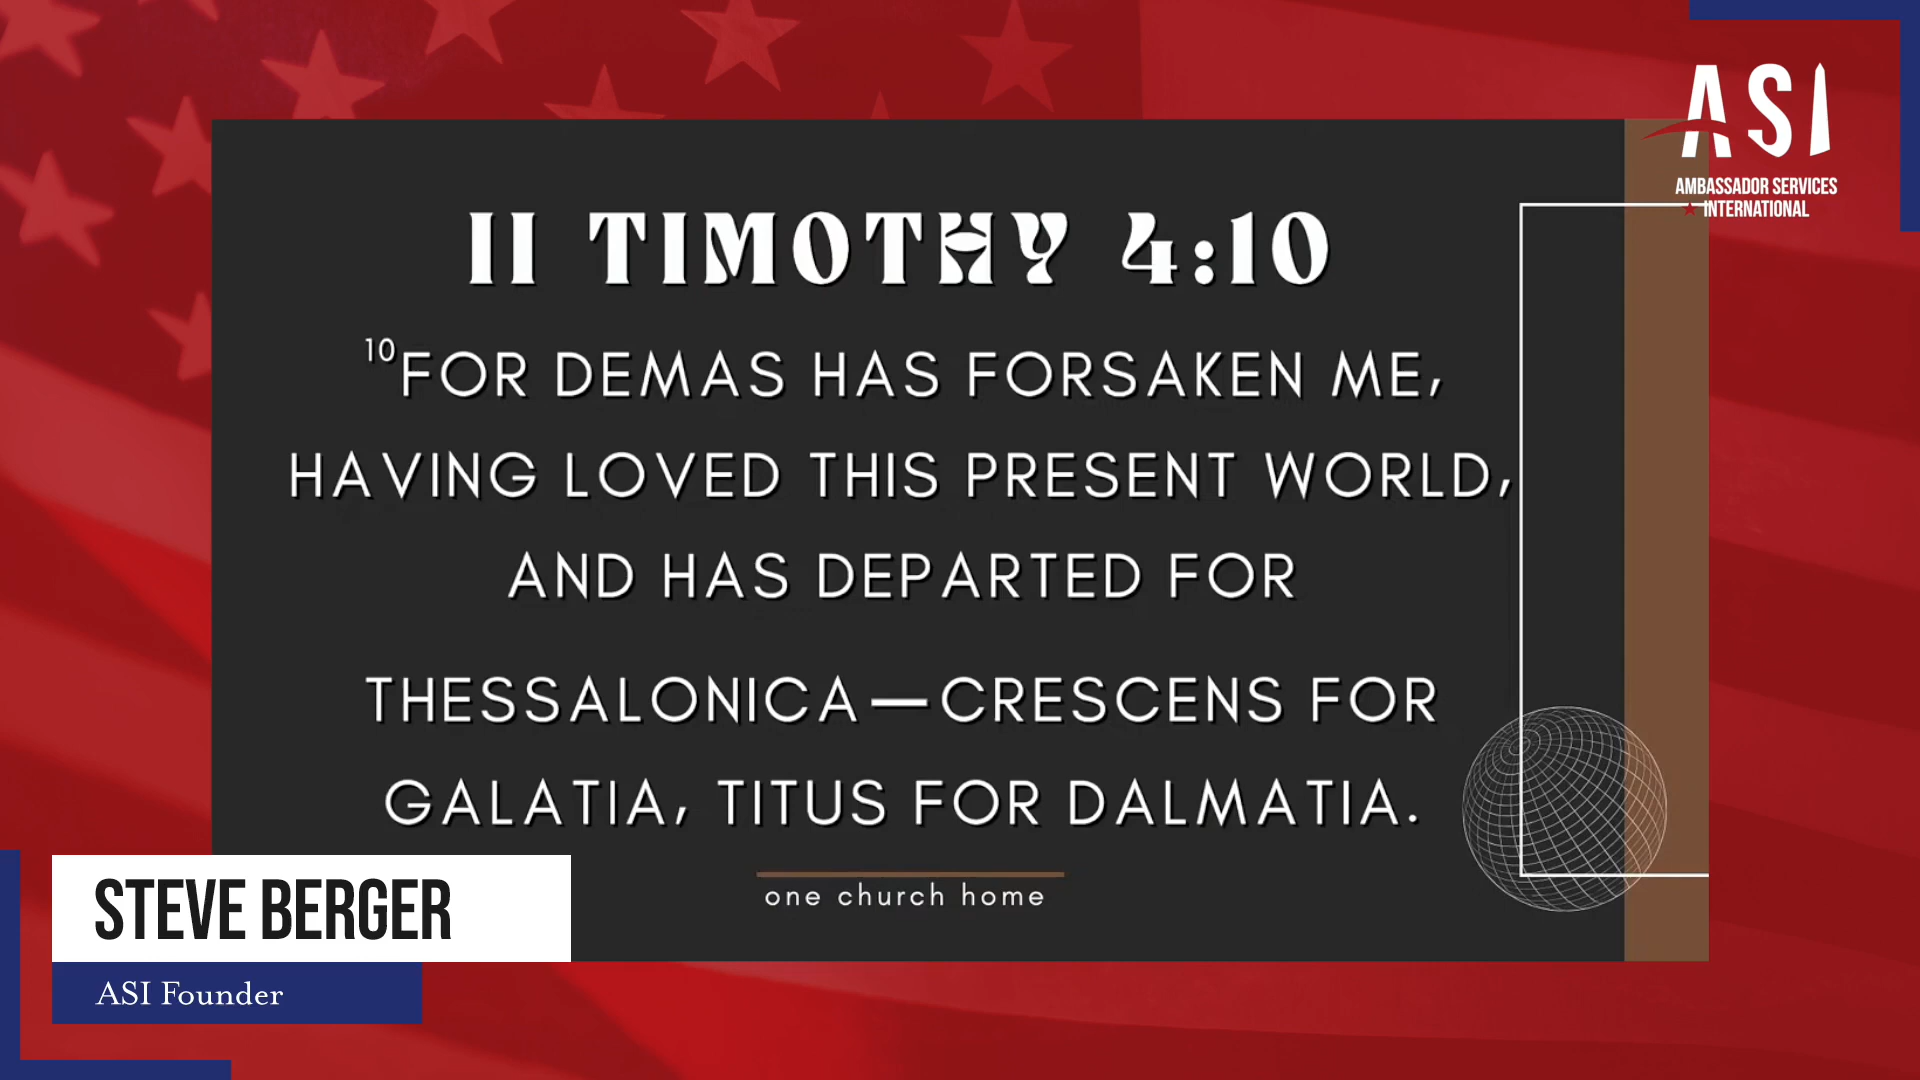 ASI
AMBASSADOR SERVICES
INTERNATIONAL
II TIMOTHY 4:10
10FOR DEMAS HAS FORSAKEN ME,
HAVING LOVED THIS PRESENT WORLD,
AND HAS DEPARTED FOR
THESSALONICA—CRESCENS FOR
GALATIA, TITUS FOR DALMATIA.
one church home
STEVE BERGER
ASI Founder